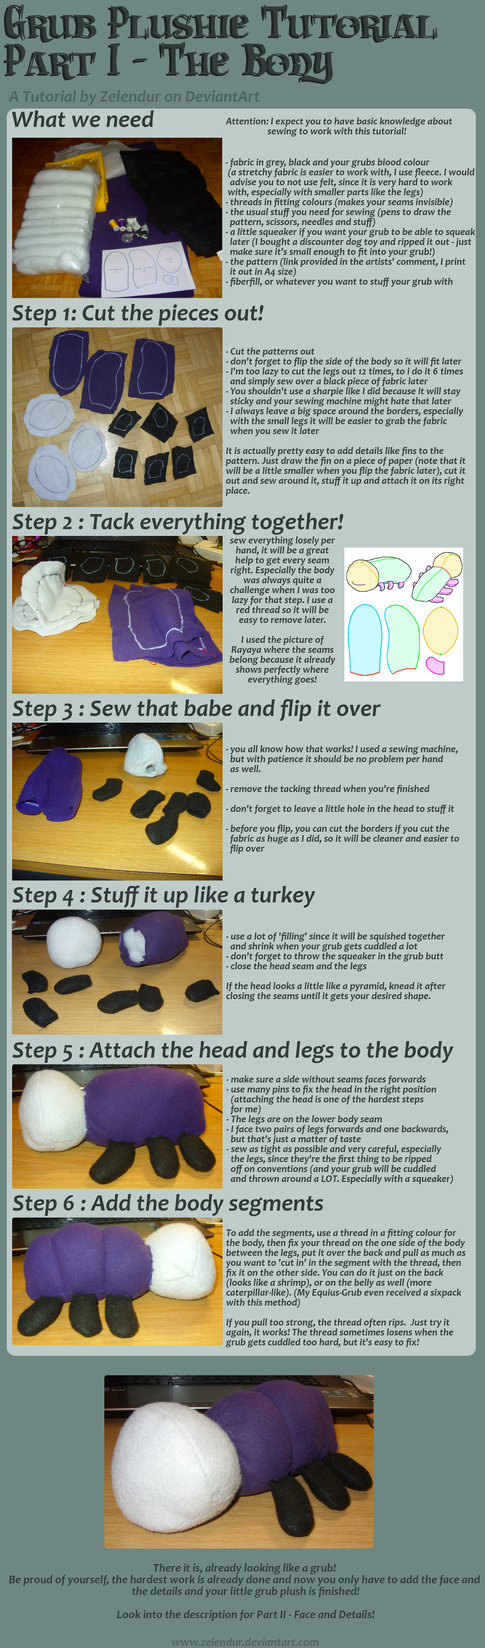 Grub Plushie Tutorial
Part I - The Body
A Tutorial by Zelendur on DeviantArt
What we need
Attention: I expect you to have basic knowledge about
sewing to work with this tutorial!
- fabric in grey, black and your grubs blood colour
(a stretchy fabric is easier to work with, I use fleece. I would
advise you to not use felt, since it is very hard to work
with, especially with smaller parts like the legs)
- threads in fitting colours (makes your seams invisible)
- the usual stuff you need for sewing (pens to draw the
pattern, scissors, needles and stuff)
- a little squeaker if you want your grub to be able to squeak
later (I bought a discounter dog toy and ripped it out - just
make sure it's small enough to fit into your grub!)
- the pattern (link provided in the artists' comment, I print
it out in A4 size)
- fiberfill, or whatever you want to stuff your grub with
Step 1: Cut the pieces out!
- Cut the patterns out
- don't forget to flip the side of the body so it will fit later
- I'm too lazy to cut the legs out 12 times, to i do it 6 times
and simply sew over a black piece of fabric later
- You shouldn't use a sharpie like I did because it will stay
sticky and your sewing machine might hate that later
- I always leave a big space around the borders, especially
with the small legs it will be easier to grab the fabric
when you sew it later
It is actually pretty easy to add details like fins to the
pattern. Just draw the fin on a piece of paper (note that it
will be a little smaller when you flip the fabric later), cut it
out and sew around it, stuff it up and attach it on its right
place.
Step 2 : Tack everything together!
sew everything losely per
hand, it will be a great
help to get every seam
right. Especially the body
was always quite a
challenge when I was too
lazy for that step. I use a
red thread so it will be
easy to remove later.
I used the picture of
Rayaya where the seams
belong because it already
shows perfectly where
everything goes!
Step 3 : Sew that babe and flip it over
- you all know how that works! I used a sewing machine,
but with patience it should be no problem per hand
as well.
- remove the tacking thread when you're finished
- don't forget to leave a little hole in the head to stuff it
- before you flip, you can cut the borders if you cut the
fabric as huge as I did, so it will be cleaner and easier to
flip over
Step 4 : Stuff it up like a turkey
- use a lot of 'filling' since it will be squished together
and shrink when your grub gets cuddled a lot
- don't forget to throw the squeaker in the grub butt
- close the head seam and the legs
If the head looks a little like a pyramid, knead it after
closing the seams until it gets your desired shape.
Step 5 : Attach the head and legs to the body
- make sure a side without seams faces forwards
- use many pins to fix the head in the right position
(attaching the head is one of the hardest steps
for me)
- The legs are on the lower body seam
- I face two pairs of legs forwards and one backwards,
but that's just a matter of taste
- sew as tight as possible and very careful, especially
the legs, since they're the first thing to be ripped
off on conventions (and your grub will be cuddled
and thrown around a LOT. Especially with a squeaker)
Step 6 : Add the body segments
To add the segments, use a thread in a fitting colour for
the body, then fix your thread on the one side of the body
between the legs, put it over the back and pull as much as
you want to 'cut in' in the segment with the thread, then
fix it on the other side. You can do it just on the back
(looks like a shrimp), or on the belly as well (more
caterpillar-like). (My Equius-Grub even received a sixpack
with this method)
If you pull too strong, the thread often rips. Just try it
again, it works! The thread sometimes losens when the
grub gets cuddled too hard, but it's easy to fix!
There it is, already looking like a grub!
Be proud of yourself, the hardest work is already done and now you only have to add the face and
the details and your little grub plush is finished!
Look into the description for Part II - Face and Details!
www.zelendur.deviantart.com